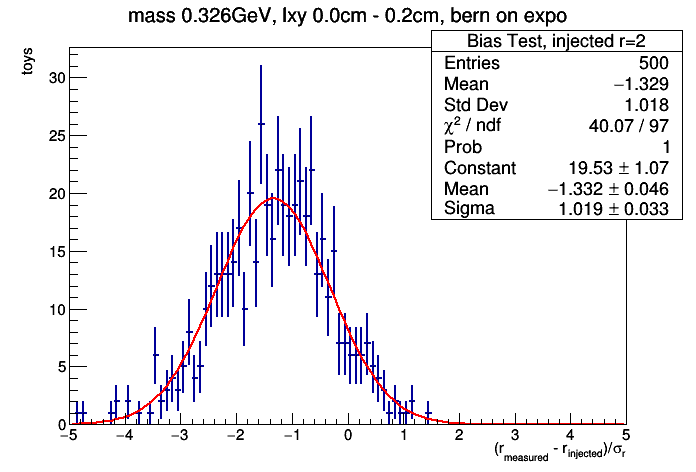 mass 0.326GeV, lxy 0.0cm - 0.2cm, bern on expo
Bias Test, injected r=2
Entries 500
Mean −1.329
Std Dev 1.018
χ² / ndf 40.07 / 97
Prob 1
Constant 19.53 ± 1.07
Mean −1.332 ± 0.046
Sigma 1.019 ± 0.033
toys
30
25
20
15
10
5
0
−5 −4 −3 −2 −1 0 1 2 3 4 5
(r_measured - r_injected)/σ_r